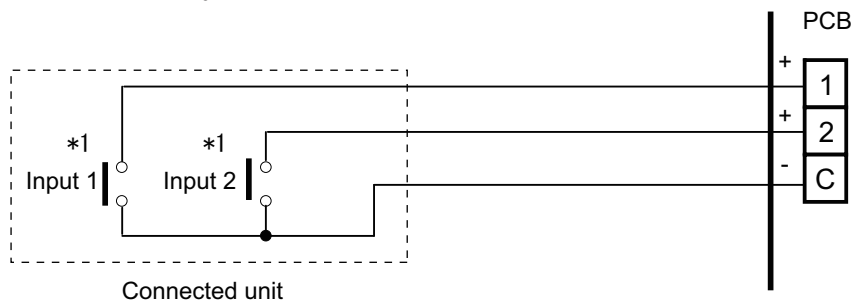 PCB
+
1
+
2
-
C
*1
*1
Input 1
Input 2
Connected unit